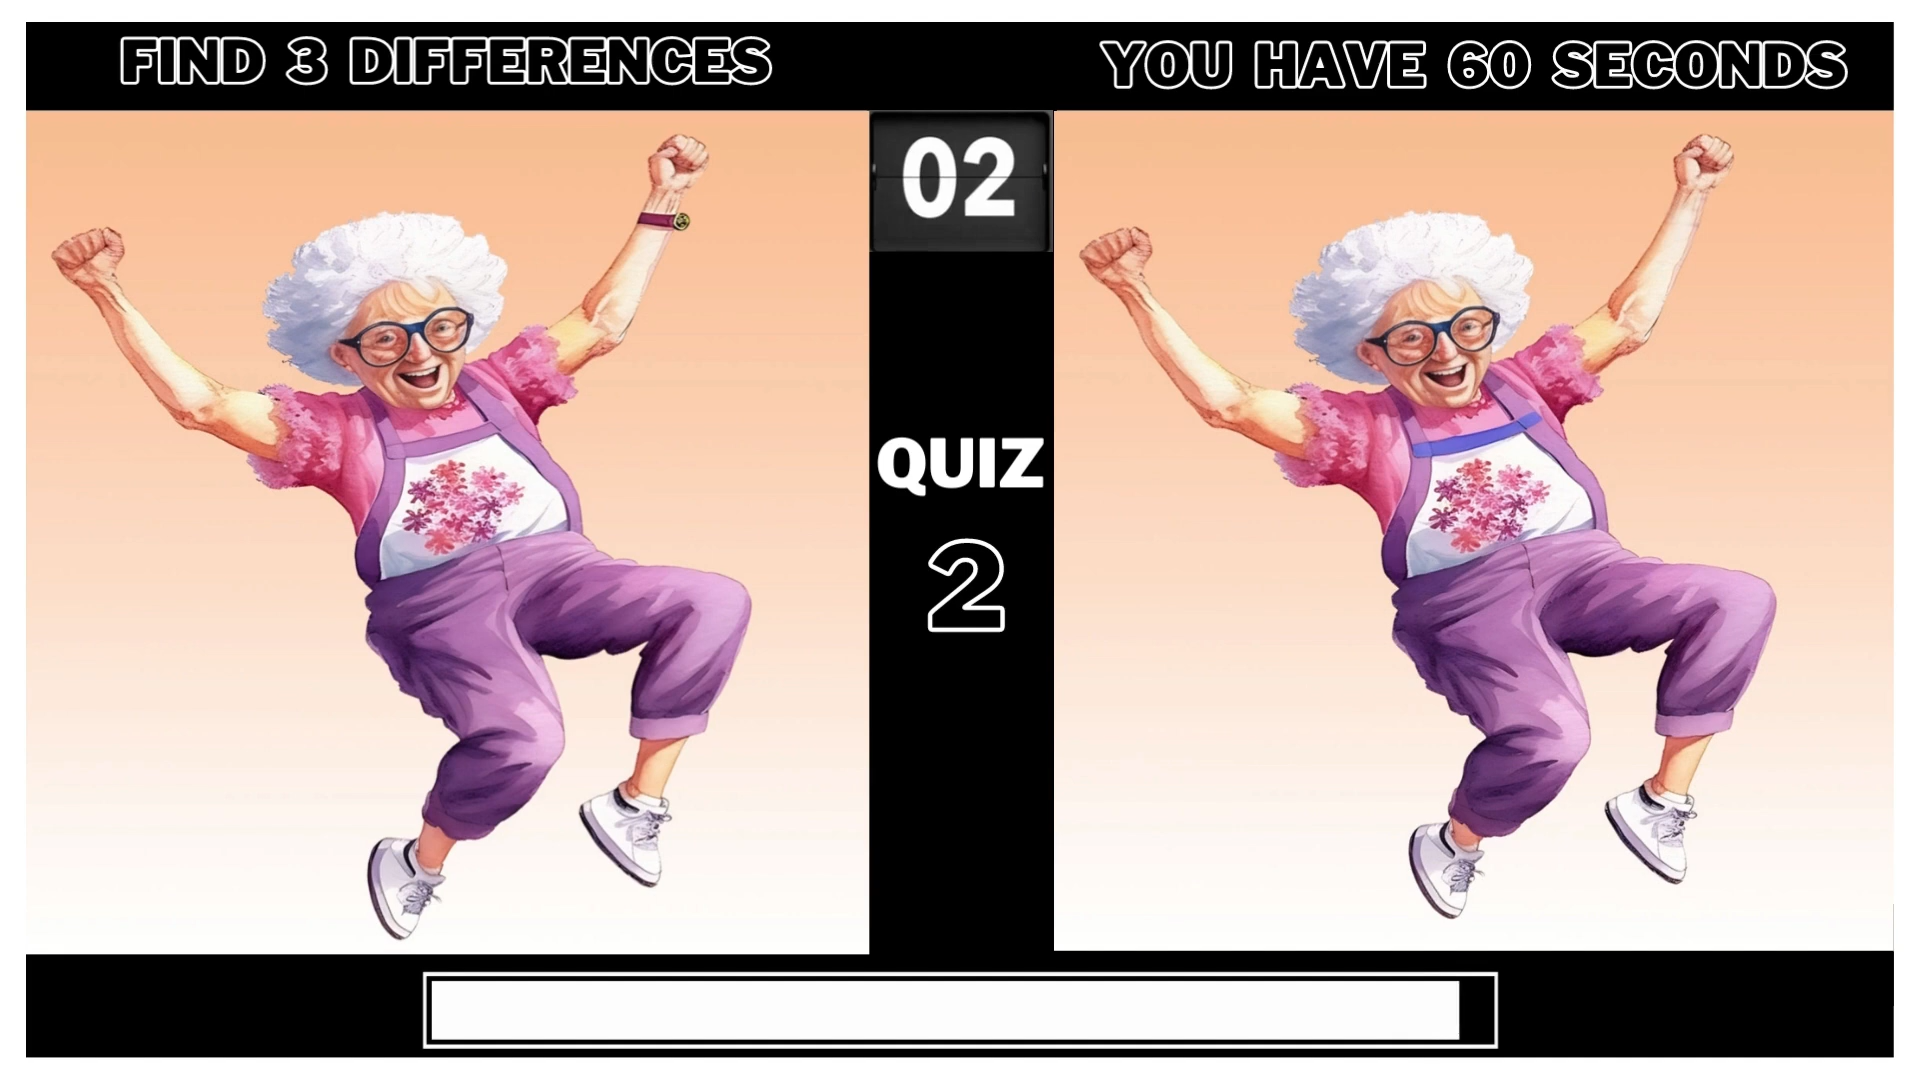 FIND 3 DIFFERENCES
YOU HAVE 60 SECONDS
02
QUIZ
2